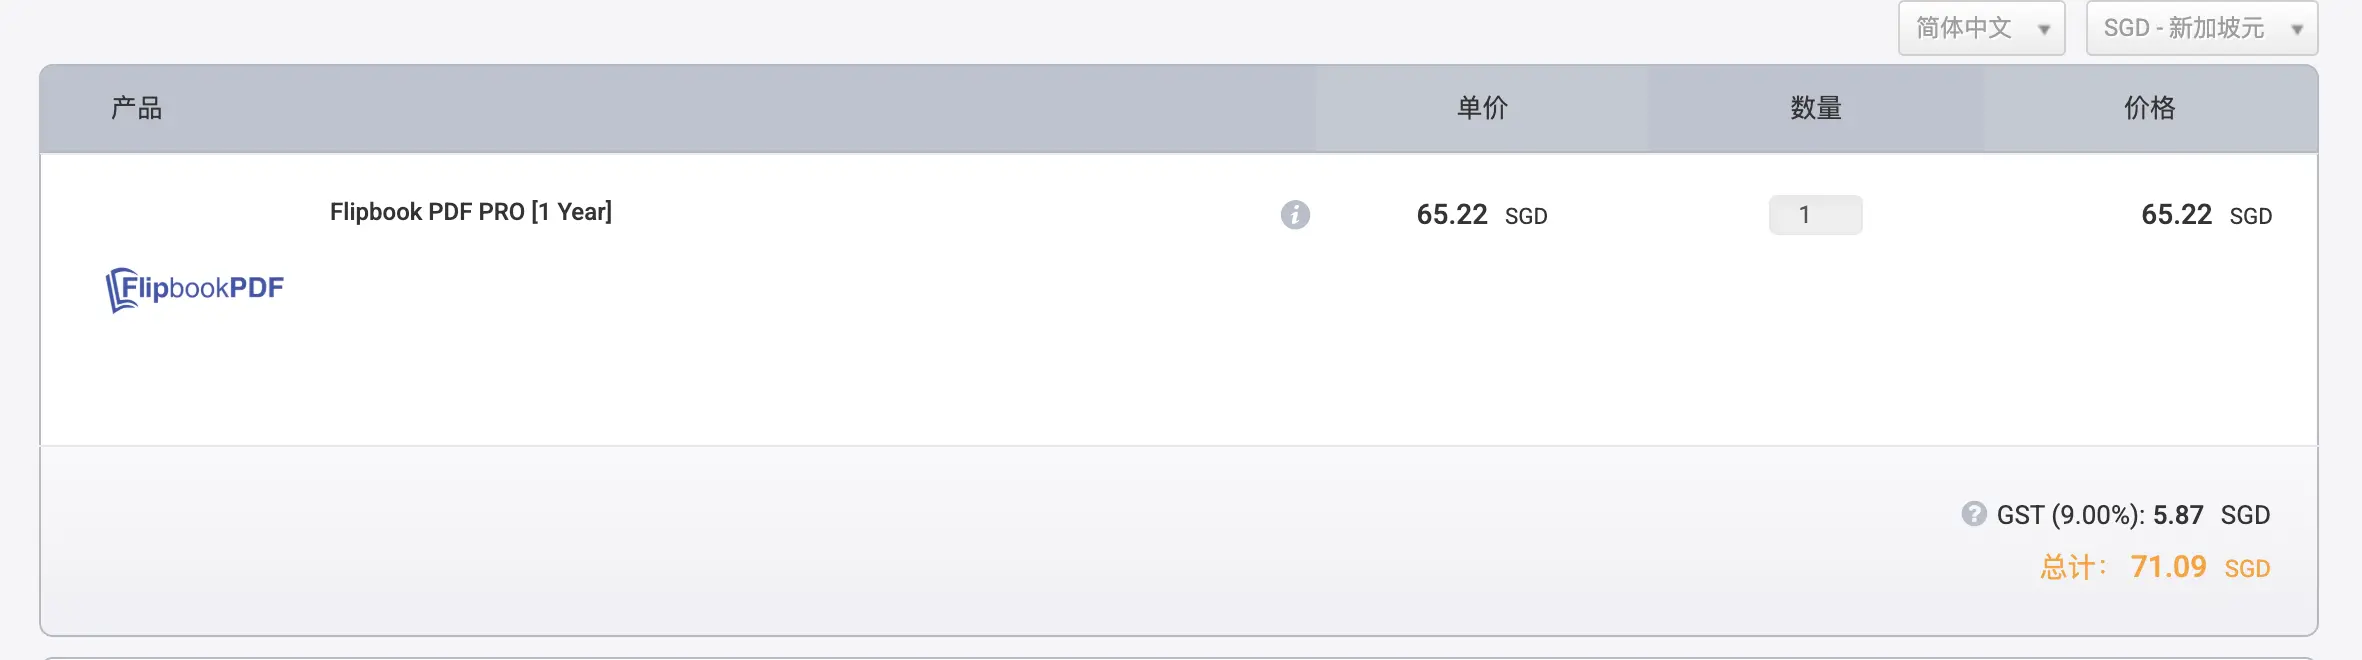 简体中文 SGD - 新加坡元
产品 单价 数量 价格
Flipbook PDF PRO [1 Year] 65.22 SGD 1 65.22 SGD
FlipbookPDF
GST (9.00%): 5.87 SGD
总计： 71.09 SGD